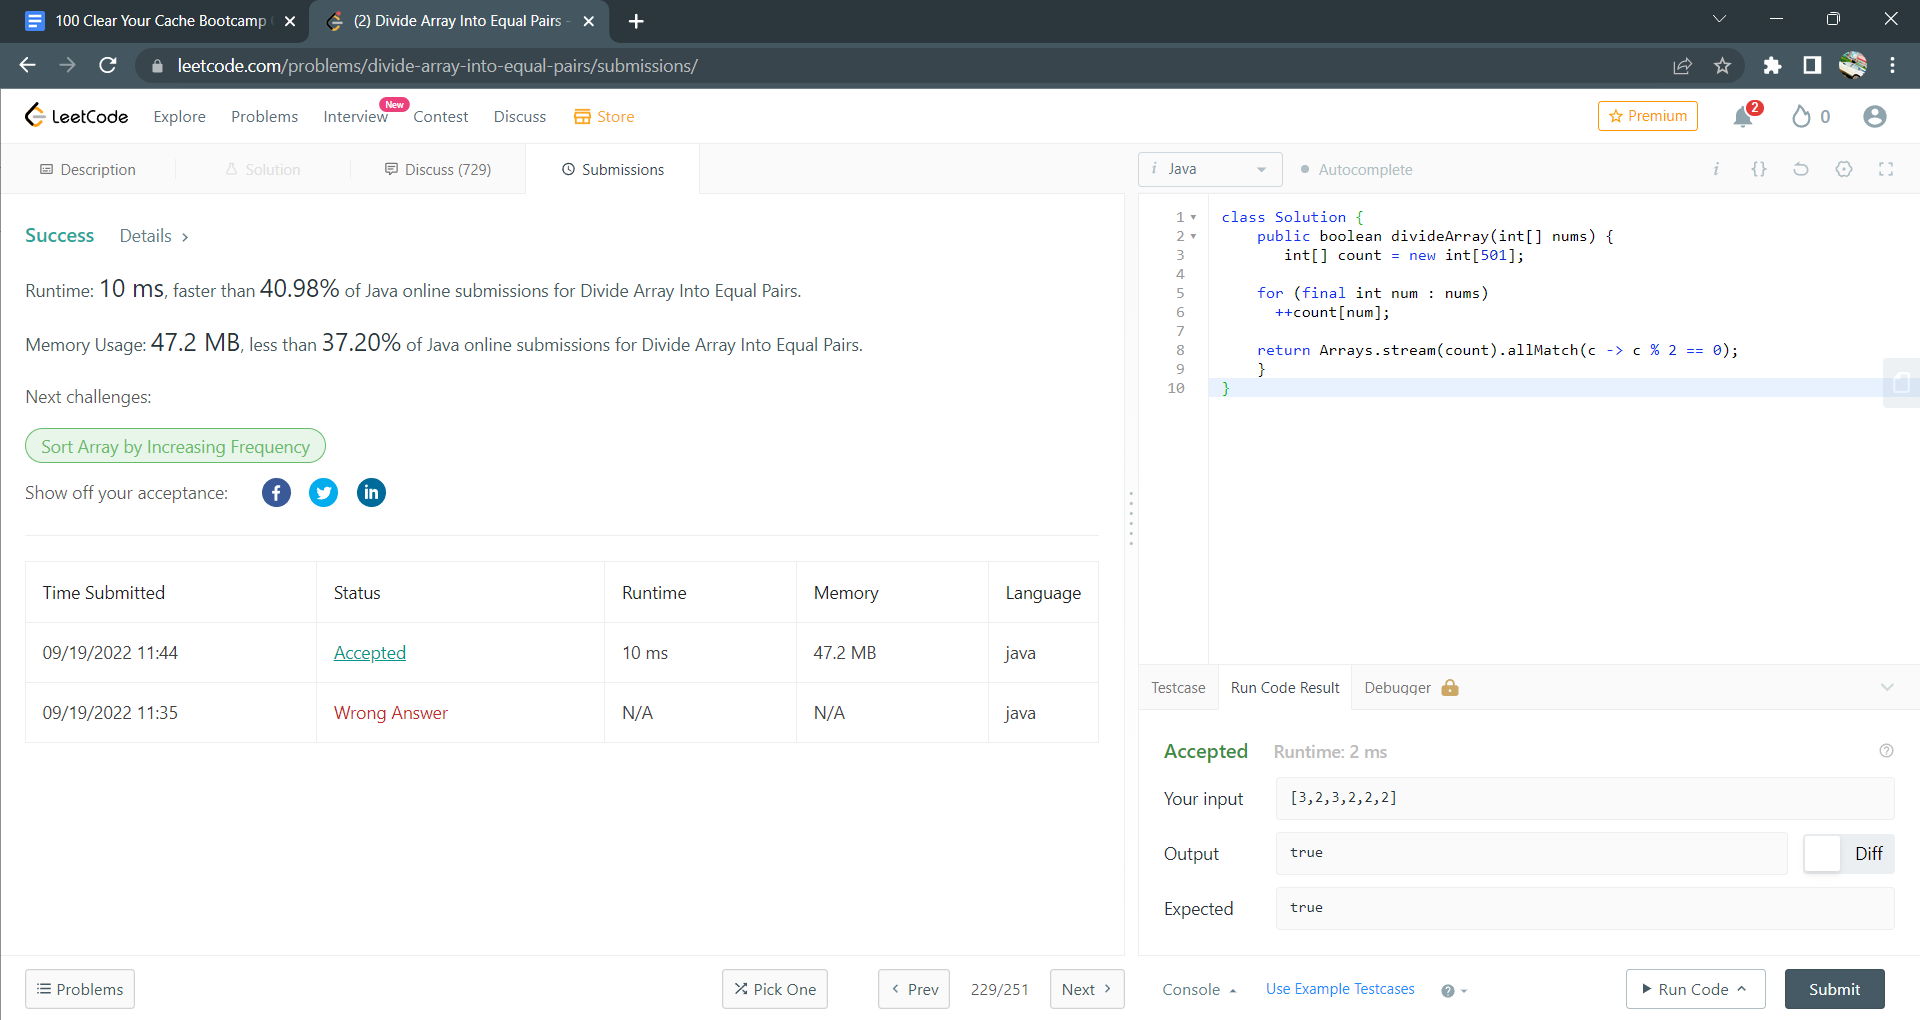 100 Clear Your Cache Bootcamp
(2) Divide Array Into Equal Pairs -
leetcode.com/problems/divide-array-into-equal-pairs/submissions/
LeetCode
Explore
Problems
Interview
New
Contest
Discuss
Store
Premium
2
0
Description
Solution
Discuss (729)
Submissions
i Java
Autocomplete
i {}
Success
Details >
Runtime: 10 ms, faster than 40.98% of Java online submissions for Divide Array Into Equal Pairs.
Memory Usage: 47.2 MB, less than 37.20% of Java online submissions for Divide Array Into Equal Pairs.
Next challenges:
Sort Array by Increasing Frequency
Show off your acceptance:
f
in
Time Submitted Status Runtime Memory Language
09/19/2022 11:44 Accepted 10 ms 47.2 MB java
09/19/2022 11:35 Wrong Answer N/A N/A java
1 class Solution {
2     public boolean divideArray(int[] nums) {
3        int[] count = new int[501];
4
5     for (final int num : nums)
6       ++count[num];
7
8     return Arrays.stream(count).allMatch(c -> c % 2 == 0);
9     }
10 }
Testcase
Run Code Result
Debugger
Accepted
Runtime: 2 ms
?
Your input
[3,2,3,2,2,2]
Output
true
Diff
Expected
true
Problems
Pick One
< Prev
229/251
Next >
Console
Use Example Testcases
?
Run Code
Submit